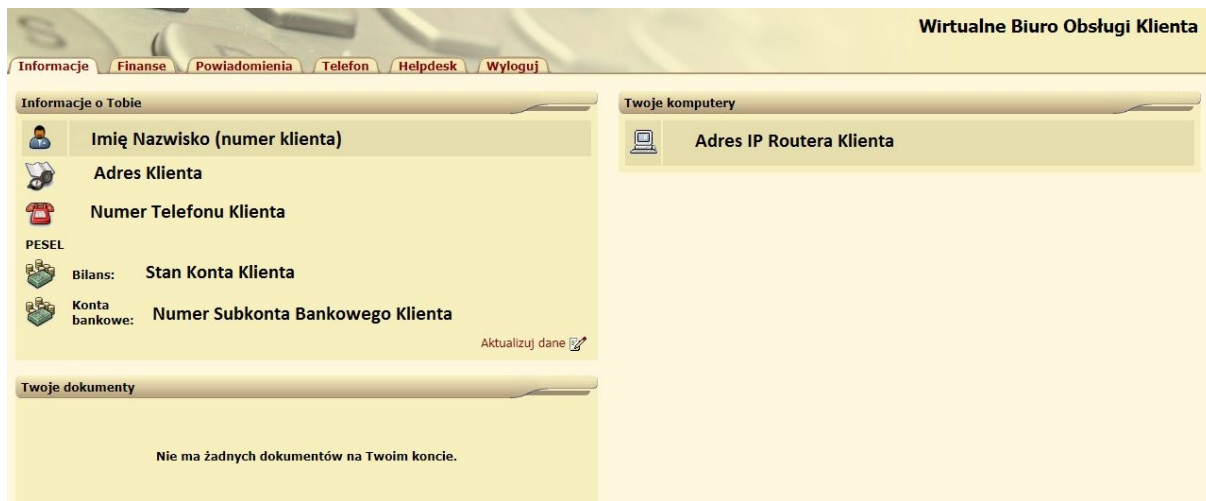 Wirtualne Biuro Obsługi Klienta
Informacje Finanse Powiadomienia Telefon Helpdesk Wyloguj
Informacje o Tobie
Imię Nazwisko (numer klienta)
Adres Klienta
Numer Telefonu Klienta
PESEL
Bilans: Stan Konta Klienta
Konta
bankowe: Numer Subkonta Bankowego Klienta
Aktualizuj dane
Twoje dokumenty
Nie ma żadnych dokumentów na Twoim koncie.
Twoje komputery
Adres IP Routera Klienta